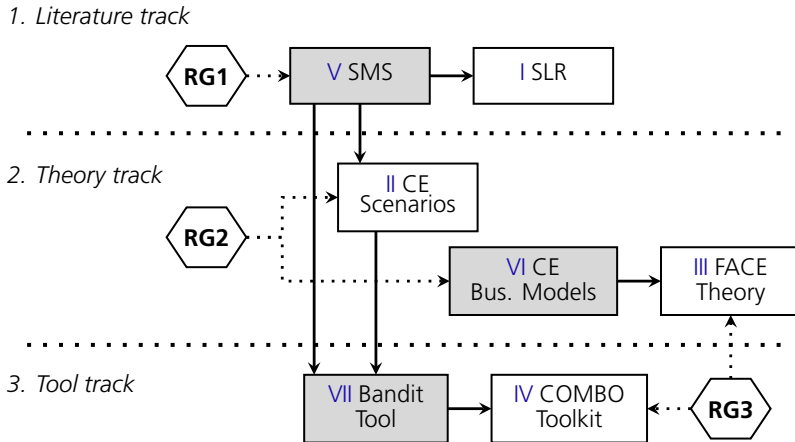 1. Literature track
RG1
V SMS
I SLR
2. Theory track
II CE
Scenarios
RG2
VI CE
Bus. Models
III FACE
Theory
3. Tool track
VII Bandit
Tool
IV COMBO
Toolkit
RG3